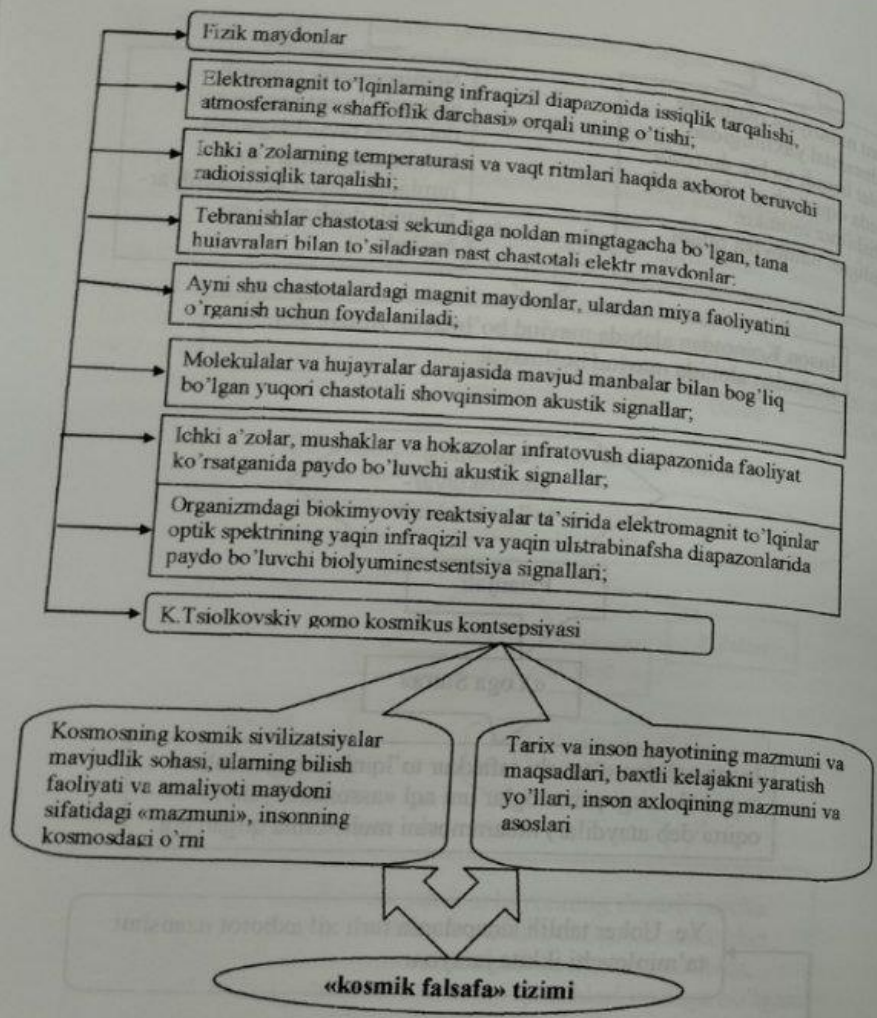 Fizik maydonlar
Elektromagnit to’lqinlarning infraqizil diapazonida issiqlik tarqalishi,
atmosferaning «shaffoflik darchasi» orqali uning o’tishi;
Ichki a’zolarning temperaturasi va vaqt ritmlari haqida axborot beruvchi
radioissiqlik tarqalishi;
Tebranishlar chastotasi sekundiga noldan mingtagacha bo’lgan, tana
hujayralari bilan to’siladigan past chastotali elektr maydonlar;
Ayni shu chastotalardagi magnit maydonlar, ulardan miya faoliyatini
o’rganish uchun foydalaniladi;
Molekulalar va hujayralar darajasida mavjud manbalar bilan bog’liq
bo’lgan yuqori chastotali shovqinsimon akustik signallar;
Ichki a’zolar, mushaklar va hokazolar infratovush diapazonida faoliyat
ko’rsatganida paydo bo’luvchi akustik signallar;
Organizmdagi biokimyoviy reaktsiyalar ta’sirida elektromagnit to’lqinlar
optik spektrining yaqin infraqizil va yaqin ulьtrabinafsha diapazonlarida
paydo bo’luvchi biolyuminestsentsiya signallari;
K.Tsiolkovskiy gomo kosmikus kontsepsiyasi
Kosmosning kosmik sivilizatsiyalar
mavjudlik sohasi, ularning bilish
faoliyati va amaliyoti maydoni
sifatidagi «mazmuni», insonning
kosmosdagi o’rni
Tarix va inson hayotining mazmuni va
maqsadlari, baxtli kelajakni yaratish
yo’llari, inson axloqining mazmuni va
asoslari
«kosmik falsafa» tizimi